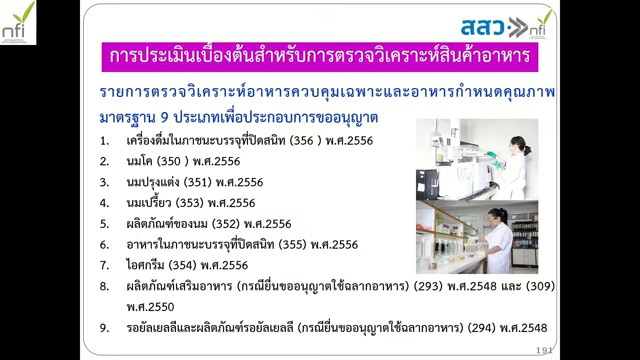 nfi
สสว nfi
การประเมินเบื้องต้นสำหรับการตรวจวิเคราะห์สินค้าอาหาร
รายการตรวจวิเคราะห์อาหารควบคุมเฉพาะและอาหารกำหนดคุณภาพ
มาตรฐาน 9 ประเภทเพื่อประกอบการขออนุญาต
1. เครื่องดื่มในภาชนะบรรจุที่ปิดสนิท (356 ) พ.ศ.2556
2. นมโค (350 ) พ.ศ.2556
3. นมปรุงแต่ง (351) พ.ศ.2556
4. นมเปรี้ยว (353) พ.ศ.2556
5. ผลิตภัณฑ์ของนม (352) พ.ศ.2556
6. อาหารในภาชนะบรรจุที่ปิดสนิท (355) พ.ศ.2556
7. ไอศกรีม (354) พ.ศ.2556
8. ผลิตภัณฑ์เสริมอาหาร (กรณียื่นขออนุญาตใช้ฉลากอาหาร) (293) พ.ศ.2548 และ (309)
พ.ศ.2550
9. รอยัลเยลลีและผลิตภัณฑ์รอยัลเยลลี (กรณียื่นขออนุญาตใช้ฉลากอาหาร) (294) พ.ศ.2548
191